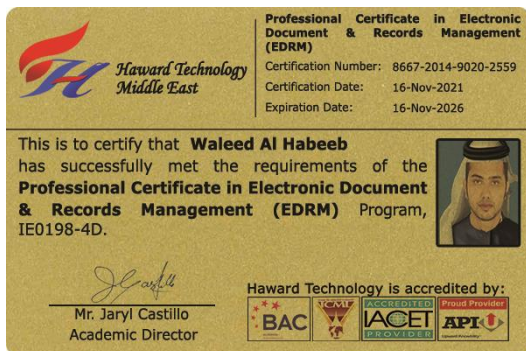 Haward Technology
Middle East
Professional Certificate in Electronic
Document & Records Management
(EDRM)
Certification Number: 8667-2014-9020-2559
Certification Date: 16-Nov-2021
Expiration Date: 16-Nov-2026
This is to certify that Waleed Al Habeeb
has successfully met the requirements of the
Professional Certificate in Electronic Document
& Records Management (EDRM) Program,
IE0198-4D.
Mr. Jaryl Castillo
Academic Director
Haward Technology is accredited by:
BAC
TCMI
ACCREDITED
IACET
PROVIDER
Proud Provider
API